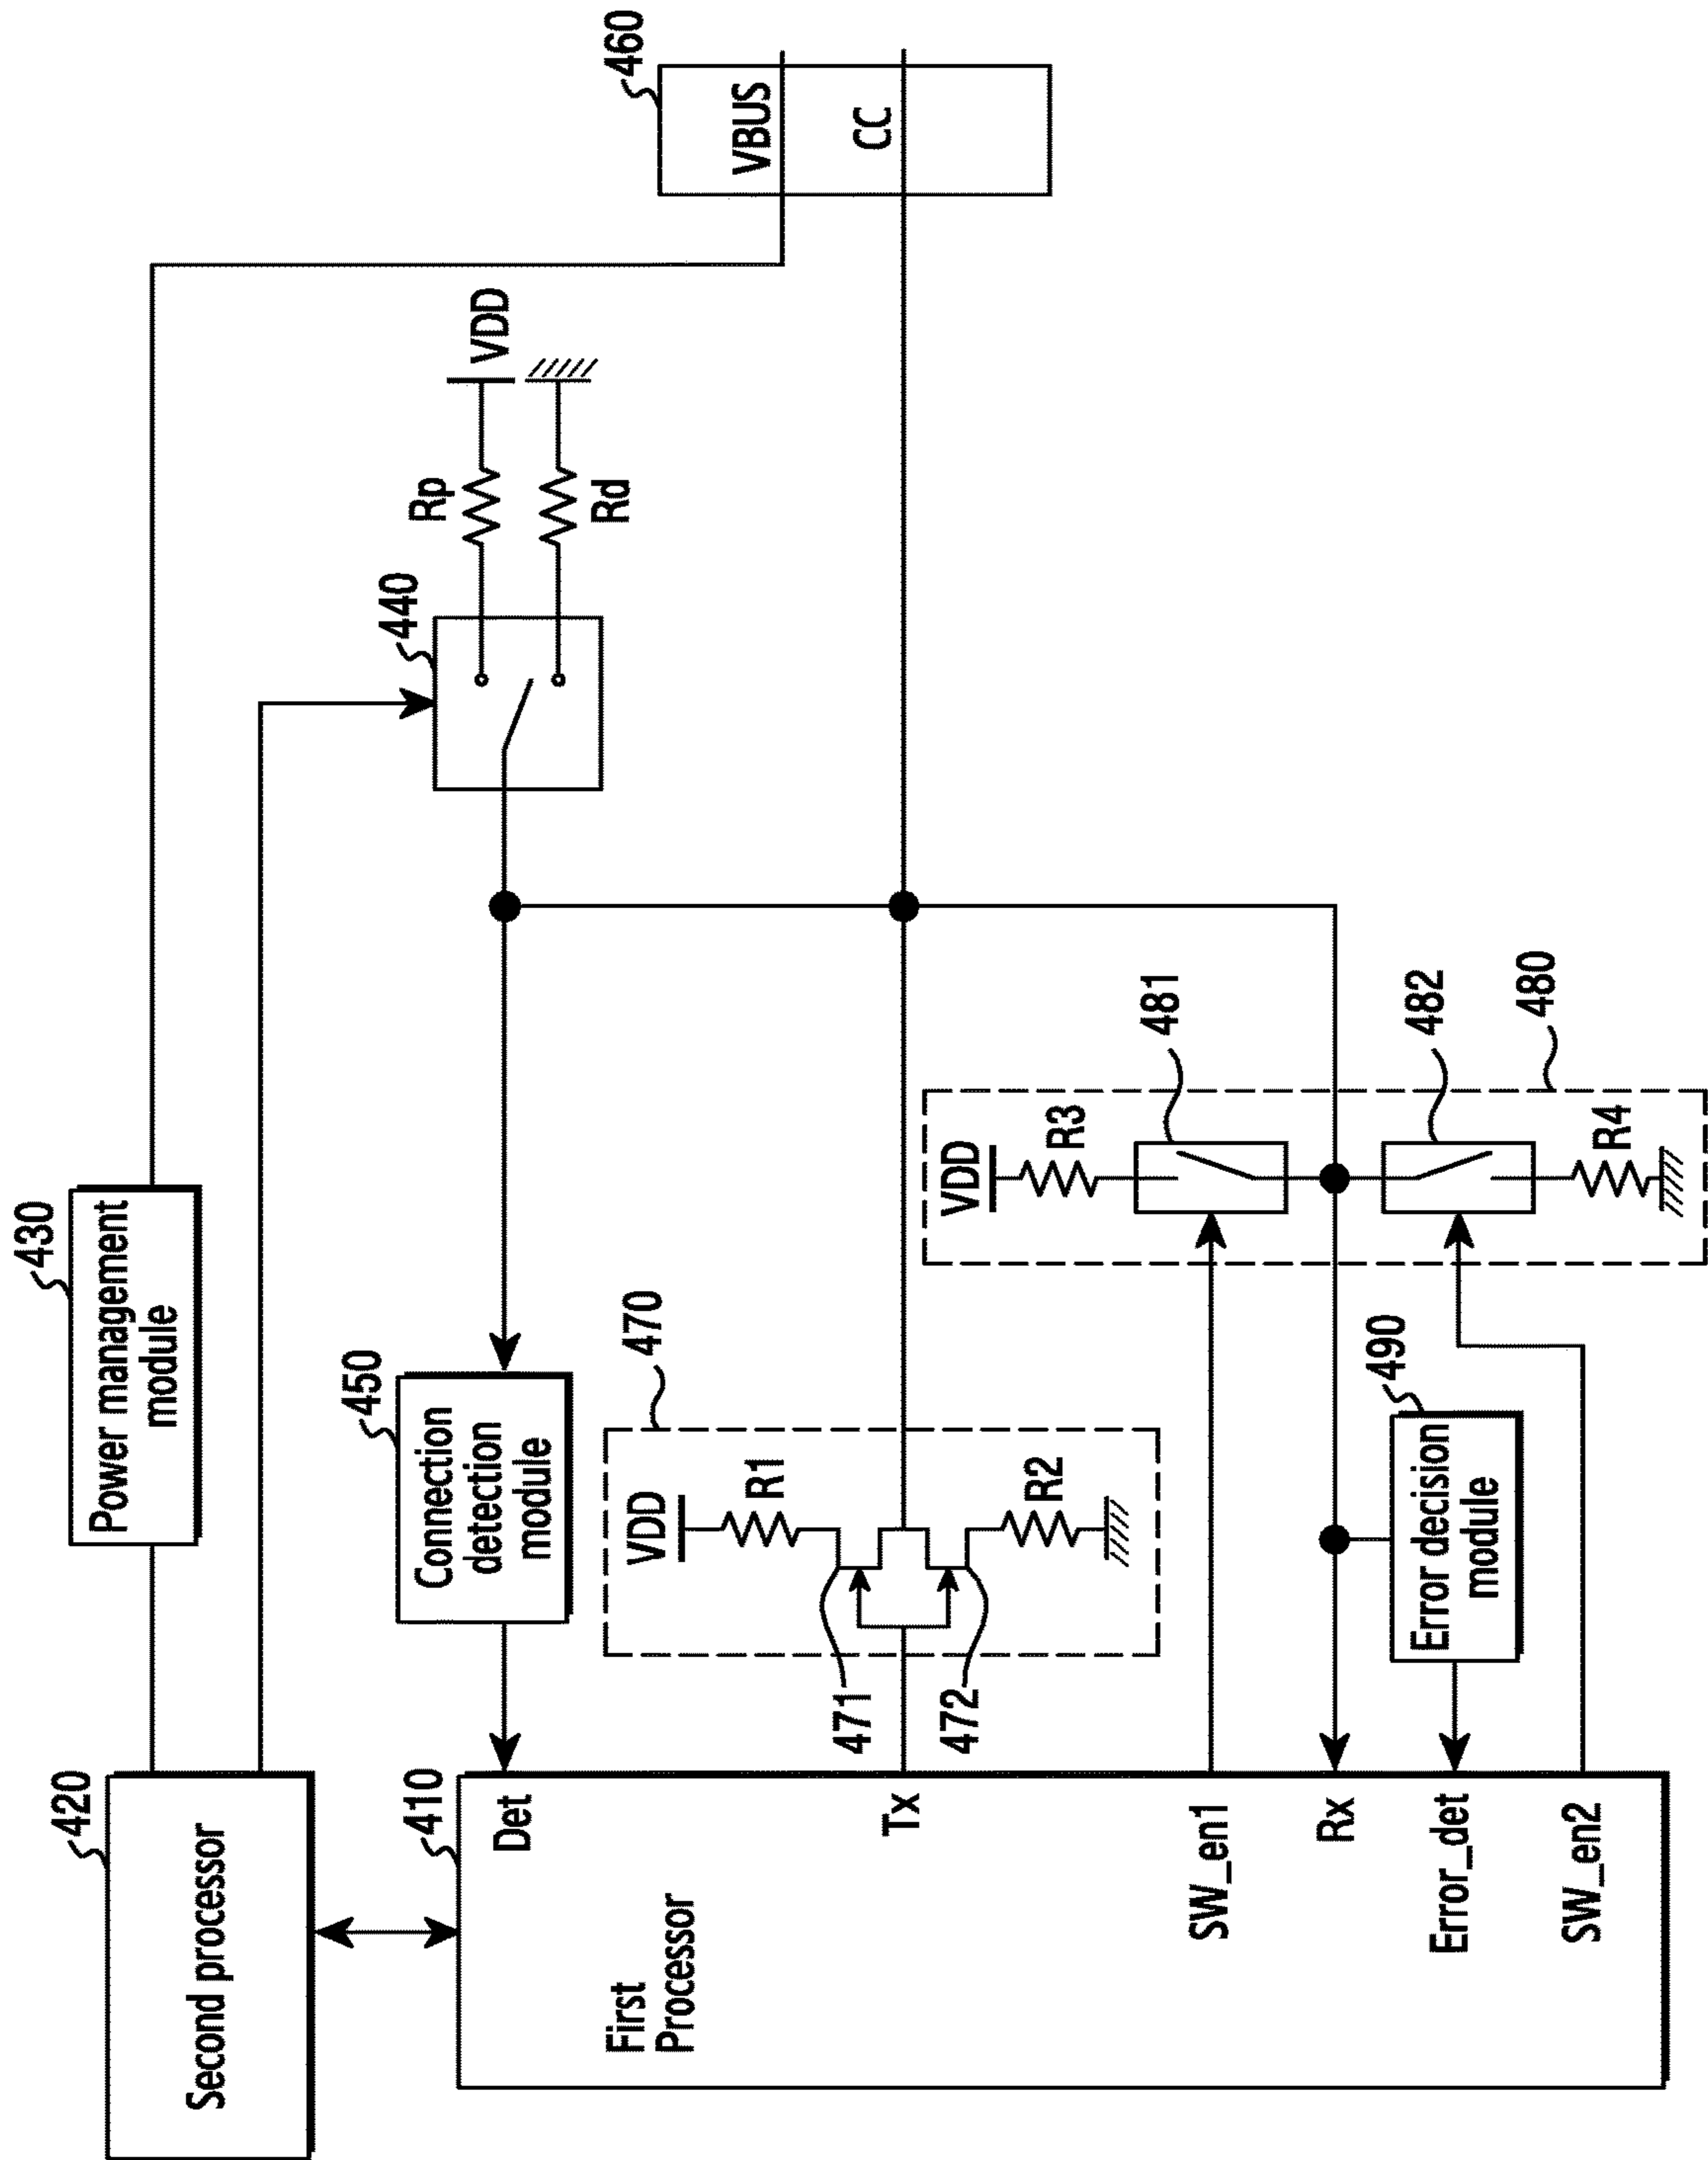 420
Second processor
430
Power management
module
410
First
Processor
Det
Tx
SW_en1
Rx
Error_det
SW_en2
450
Connection
detection
module
440
Rp
VDD
Rd
460
VBUS
CC
470
VDD
R1
R2
471
472
480
VDD
R3
481
482
R4
490
Error decision
module